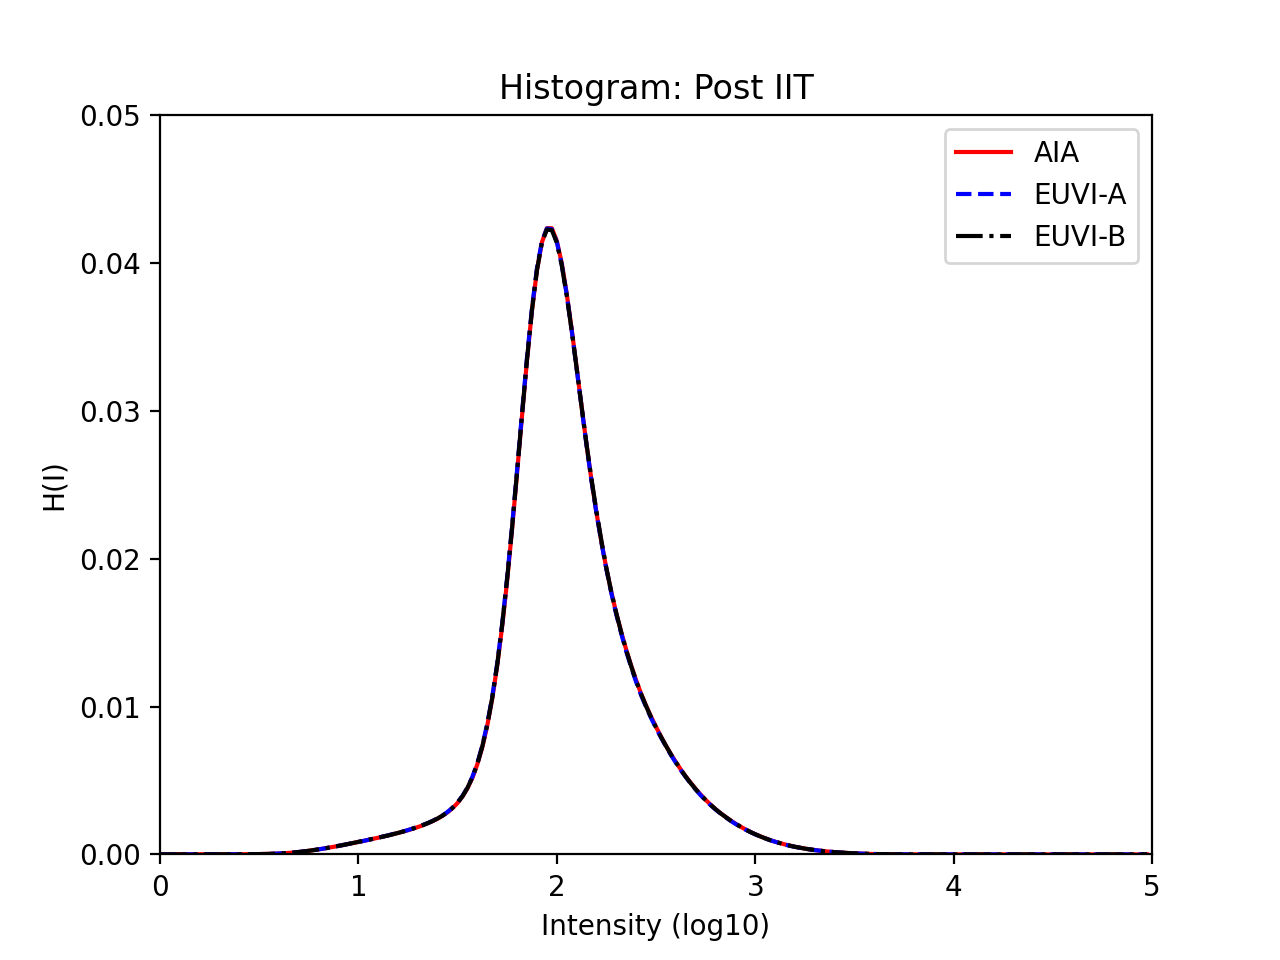 Histogram: Post IIT
0.05
0.04
0.03
0.02
0.01
0.00
H(I)
AIA
EUVI-A
EUVI-B
0 1 2 3 4 5
Intensity (log10)